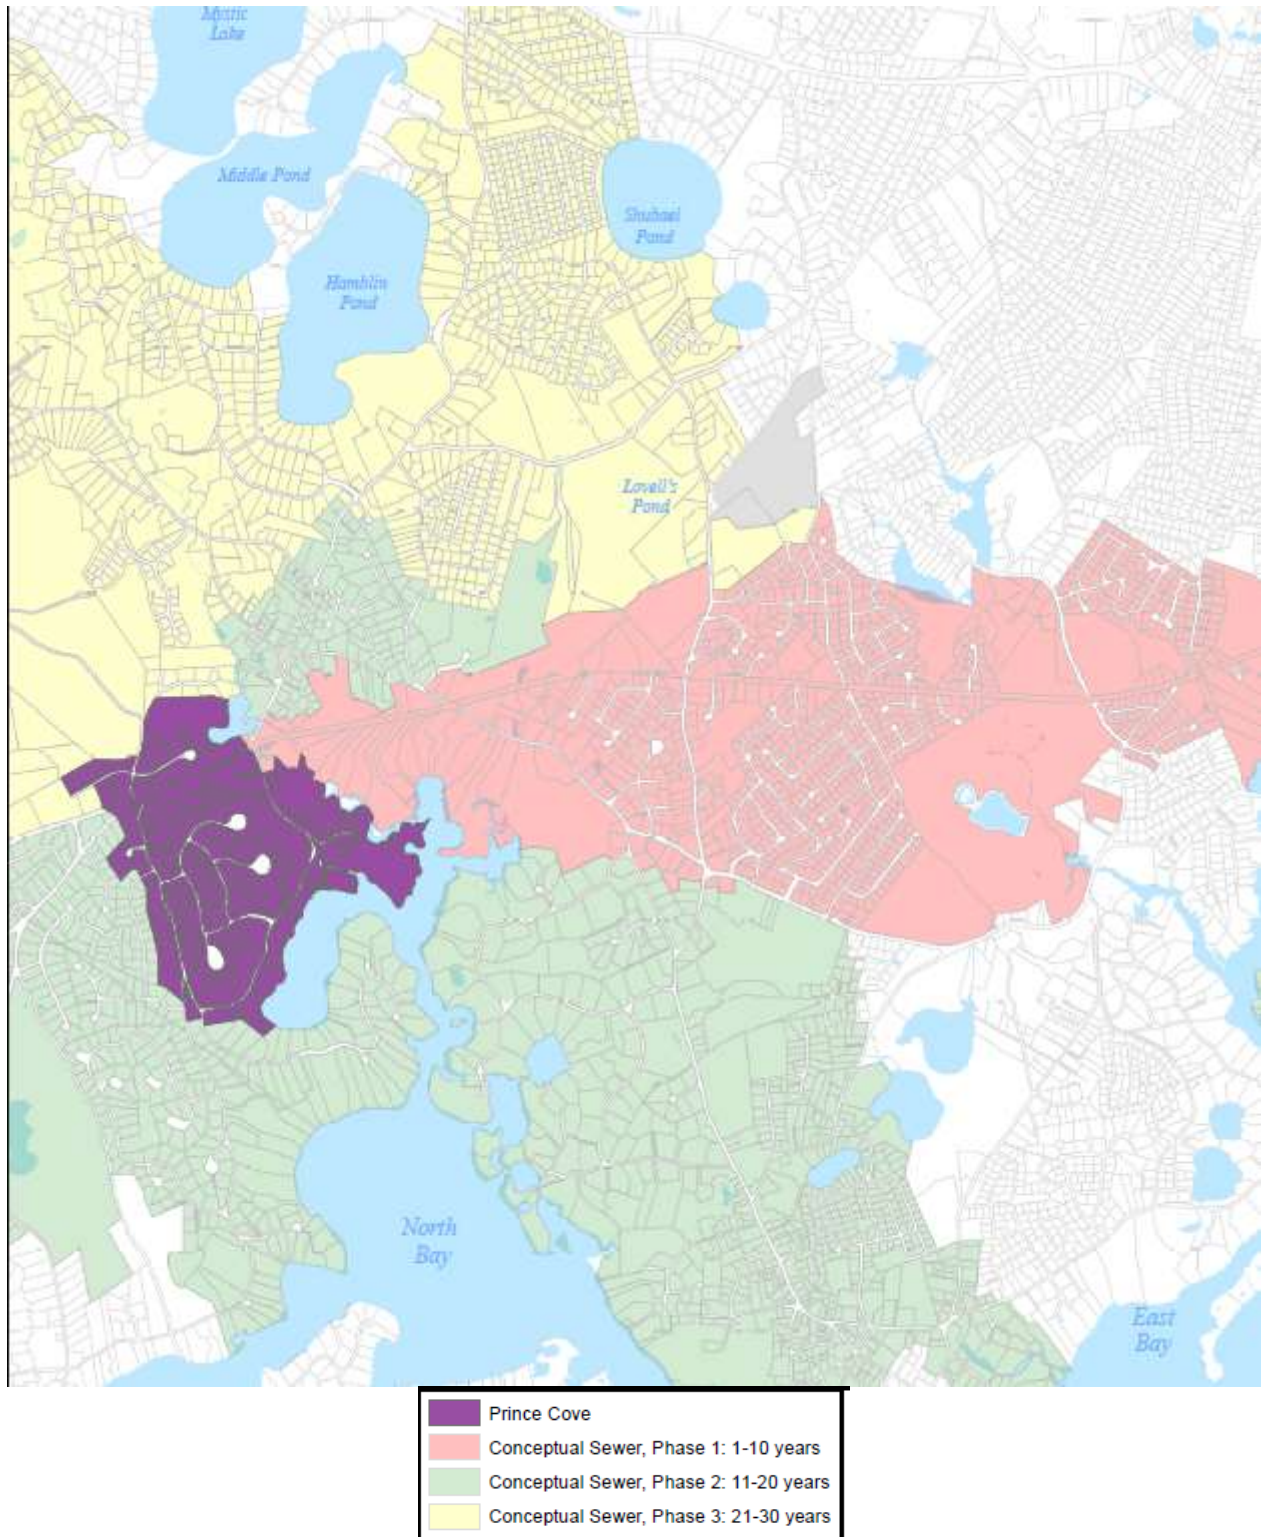 Mystic
Lake
Middle Pond
Shubael
Pond
Hamblin
Pond
Lovell's
Pond
North
Bay
East
Bay
Prince Cove
Conceptual Sewer, Phase 1: 1-10 years
Conceptual Sewer, Phase 2: 11-20 years
Conceptual Sewer, Phase 3: 21-30 years